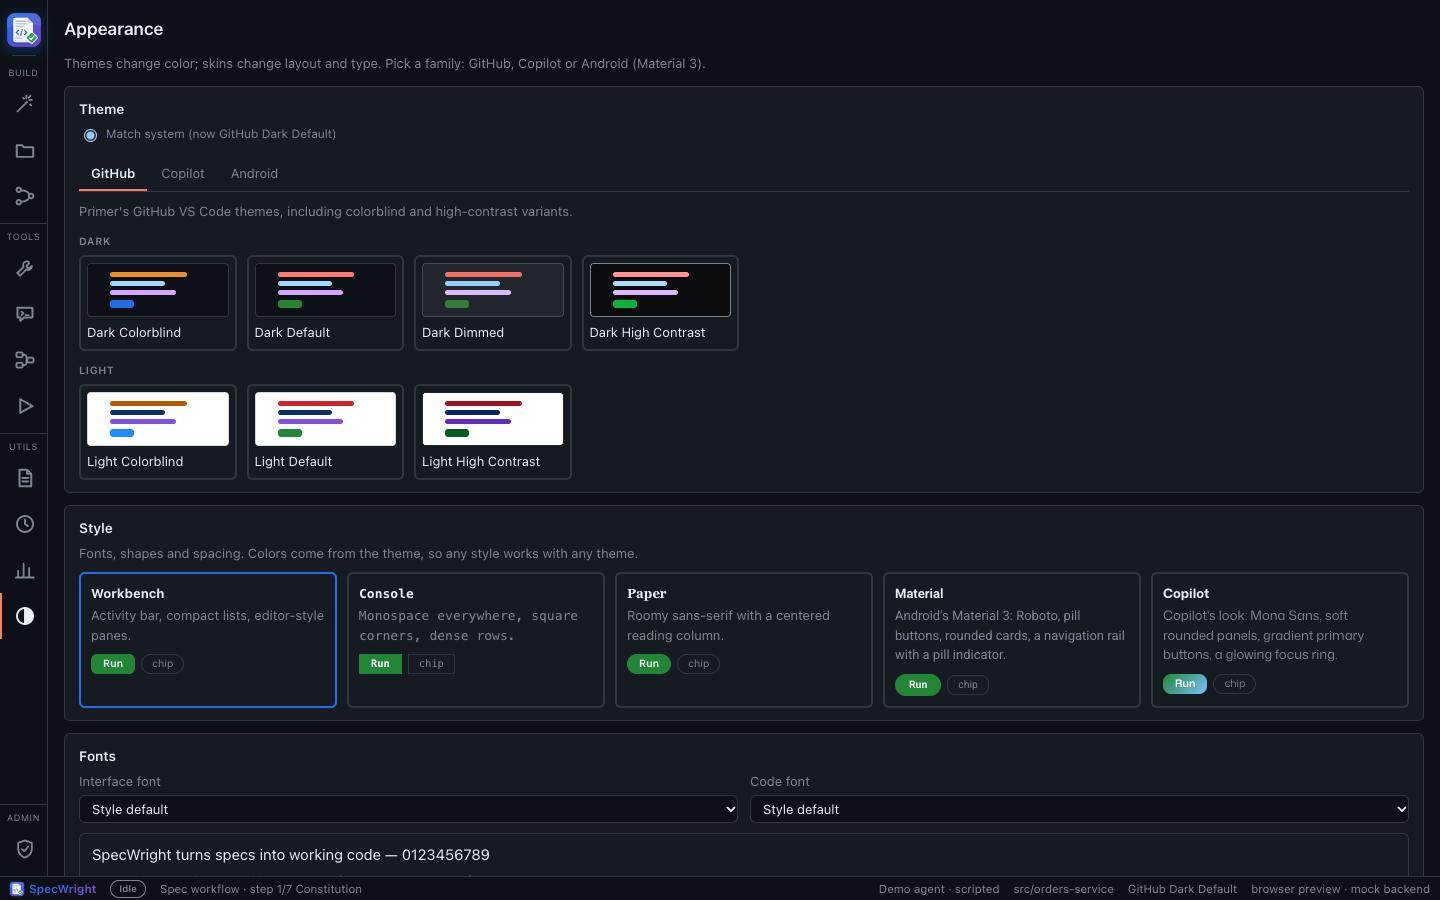 Appearance
Themes change color; skins change layout and type. Pick a family: GitHub, Copilot or Android (Material 3).
BUILD
TOOLS
UTILS
ADMIN
Theme
Match system (now GitHub Dark Default)
GitHub
Copilot
Android
Primer's GitHub VS Code themes, including colorblind and high-contrast variants.
DARK
Dark Colorblind
Dark Default
Dark Dimmed
Dark High Contrast
LIGHT
Light Colorblind
Light Default
Light High Contrast
Style
Fonts, shapes and spacing. Colors come from the theme, so any style works with any theme.
Workbench
Activity bar, compact lists, editor-style
panes.
Run
chip
Console
Monospace everywhere, square
corners, dense rows.
Run
chip
Paper
Roomy sans-serif with a centered
reading column.
Run
chip
Material
Android's Material 3: Roboto, pill
buttons, rounded cards, a navigation rail
with a pill indicator.
Run
chip
Copilot
Copilot's look: Mona Sans, soft
rounded panels, gradient primary
buttons, a glowing focus ring.
Run
chip
Fonts
Interface font
Style default
Code font
Style default
SpecWright turns specs into working code — 0123456789
SpecWright
Idle
Spec workflow · step 1/7 Constitution
Demo agent · scripted
src/orders-service
GitHub Dark Default
browser preview · mock backend